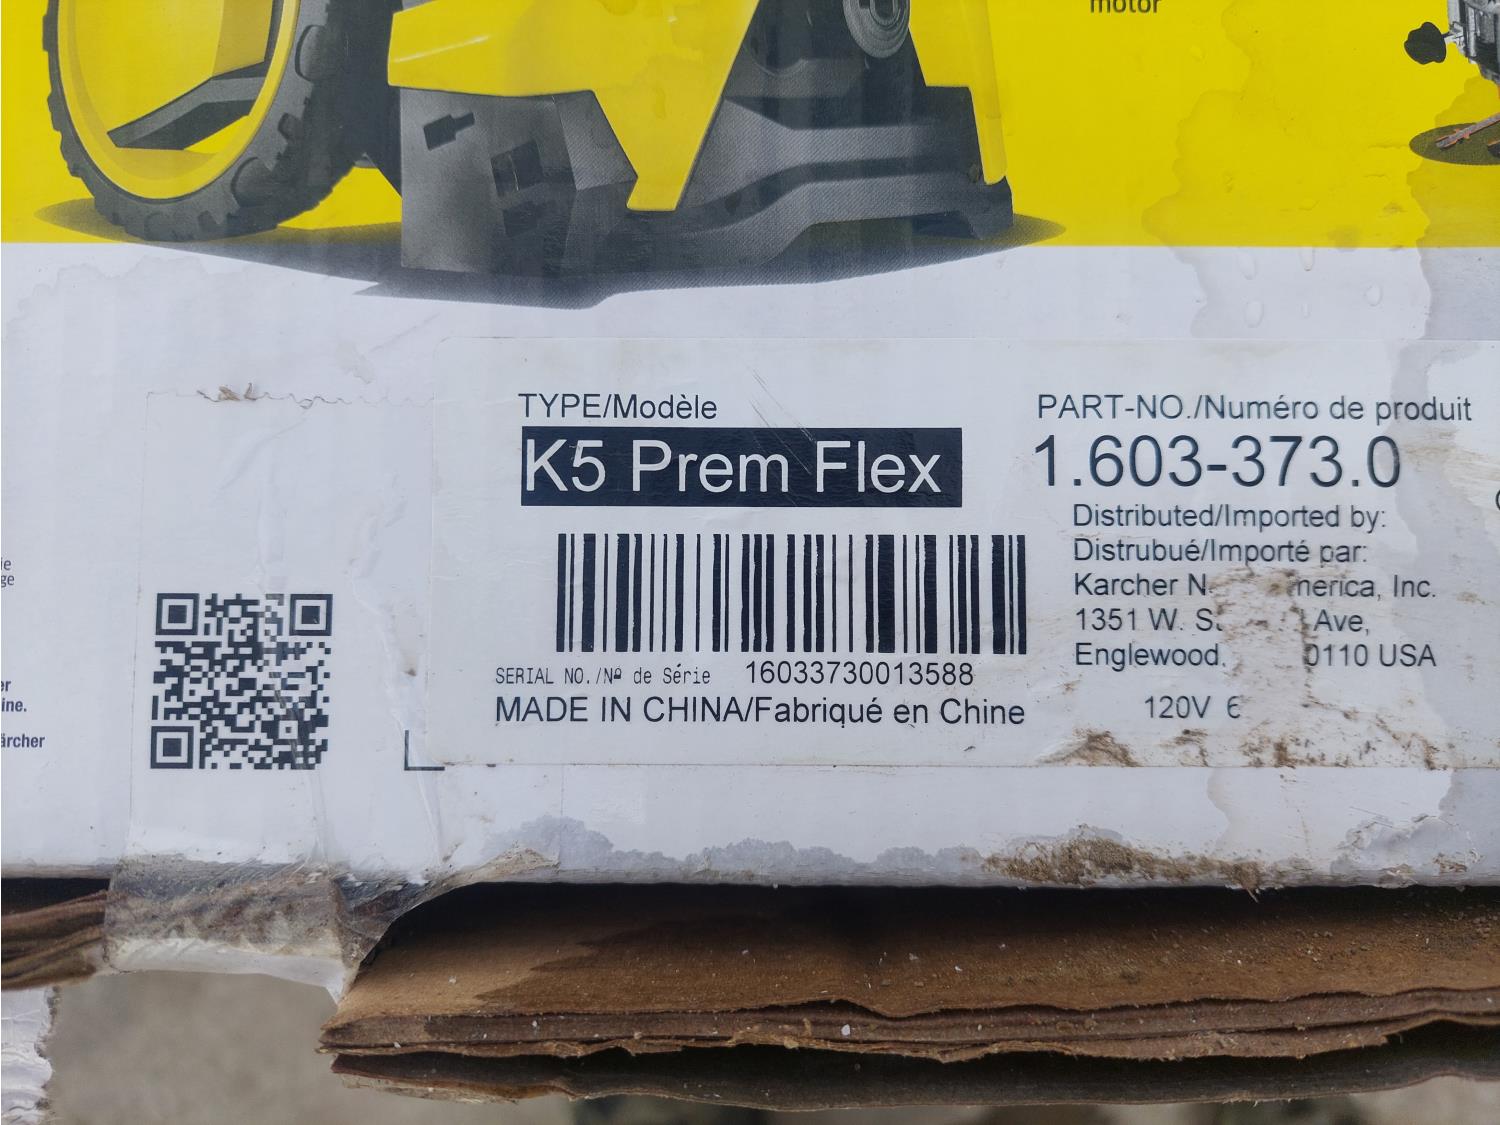 motor
TYPE/Modèle
K5 Prem Flex
SERIAL NO./Nº de Série 16033730013588
MADE IN CHINA/Fabriqué en Chine
PART-NO./Numéro de produit
1.603-373.0
Distributed/Imported by:
Distrubué/Importé par:
Karcher Inc.
1351 W. Ave,
Englewood, USA
120V
ine.
ärcher